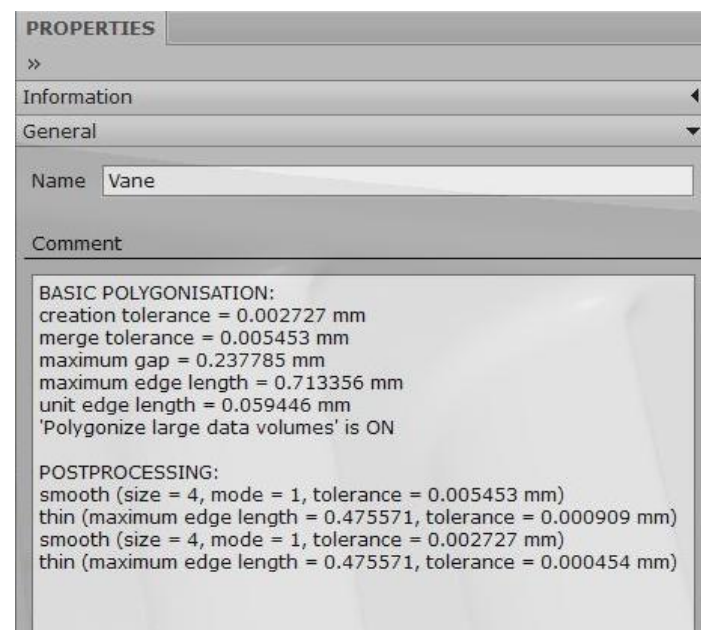 PROPERTIES
»
Information
General
Name Vane
Comment
BASIC POLYGONISATION:
creation tolerance = 0.002727 mm
merge tolerance = 0.005453 mm
maximum gap = 0.237785 mm
maximum edge length = 0.713356 mm
unit edge length = 0.059446 mm
'Polygonize large data volumes' is ON
POSTPROCESSING:
smooth (size = 4, mode = 1, tolerance = 0.005453 mm)
thin (maximum edge length = 0.475571, tolerance = 0.000909 mm)
smooth (size = 4, mode = 1, tolerance = 0.002727 mm)
thin (maximum edge length = 0.475571, tolerance = 0.000454 mm)